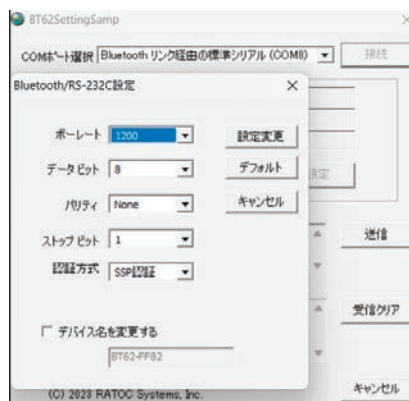 BT62SettingSamp
COMポート選択 Bluetooth リンク経由の標準シリアル (COM8) 接続
Bluetooth/RS-232C設定
ボーレート 1200 設定変更
データビット 8 デフォルト
設定
パリティ None キャンセル
ストップビット 1 送信
認証方式 SSP認証
受信クリア
デバイス名を変更する
BT62-FF82
(C) 2023 RATOC Systems, Inc. キャンセル